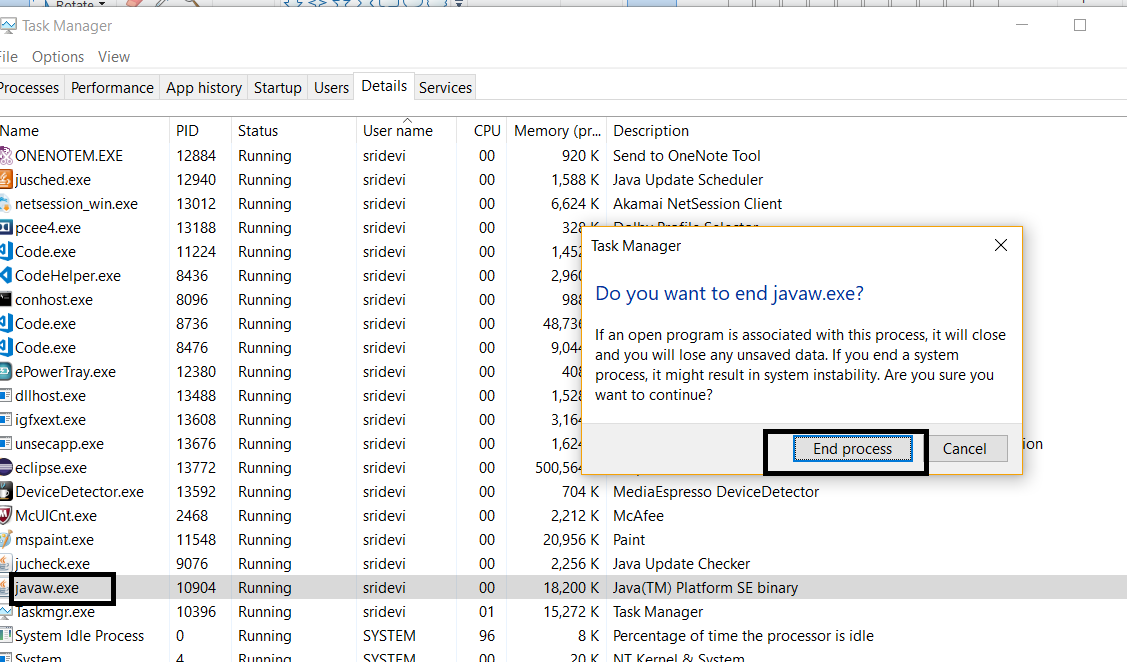 Rotate
Task Manager
ile Options View
Processes Performance App history Startup Users Details Services
Name PID Status User name CPU Memory (pr... Description
ONENOTEM.EXE 12884 Running sridevi 00 920 K Send to OneNote Tool
jusched.exe 12940 Running sridevi 00 1,588 K Java Update Scheduler
netsession_win.exe 13012 Running sridevi 00 6,624 K Akamai NetSession Client
pcee4.exe 13188 Running sridevi 00 328 Dolby Profile Selector
Code.exe 11224 Running sridevi 00 1,452
CodeHelper.exe 8436 Running sridevi 00 2,960
conhost.exe 8096 Running sridevi 00 988
Code.exe 8736 Running sridevi 00 48,736
Code.exe 8476 Running sridevi 00 9,044
ePowerTray.exe 12380 Running sridevi 00 408
dllhost.exe 13488 Running sridevi 00 1,528
igfxext.exe 13608 Running sridevi 00 3,164
unsecapp.exe 13676 Running sridevi 00 1,624 ion
eclipse.exe 13772 Running sridevi 00 500,564
DeviceDetector.exe 13592 Running sridevi 00 704 K MediaEspresso DeviceDetector
McUICnt.exe 2468 Running sridevi 00 2,212 K McAfee
mspaint.exe 11548 Running sridevi 00 20,956 K Paint
jucheck.exe 9076 Running sridevi 00 2,256 K Java Update Checker
javaw.exe 10904 Running sridevi 00 18,200 K Java(TM) Platform SE binary
Taskmgr.exe 10396 Running sridevi 01 15,272 K Task Manager
System Idle Process 0 Running SYSTEM 96 8 K Percentage of time the processor is idle
System 4 Running SYSTEM 00 20 K NT Kernel & System
Task Manager
Do you want to end javaw.exe?
If an open program is associated with this process, it will close
and you will lose any unsaved data. If you end a system
process, it might result in system instability. Are you sure you
want to continue?
End process Cancel